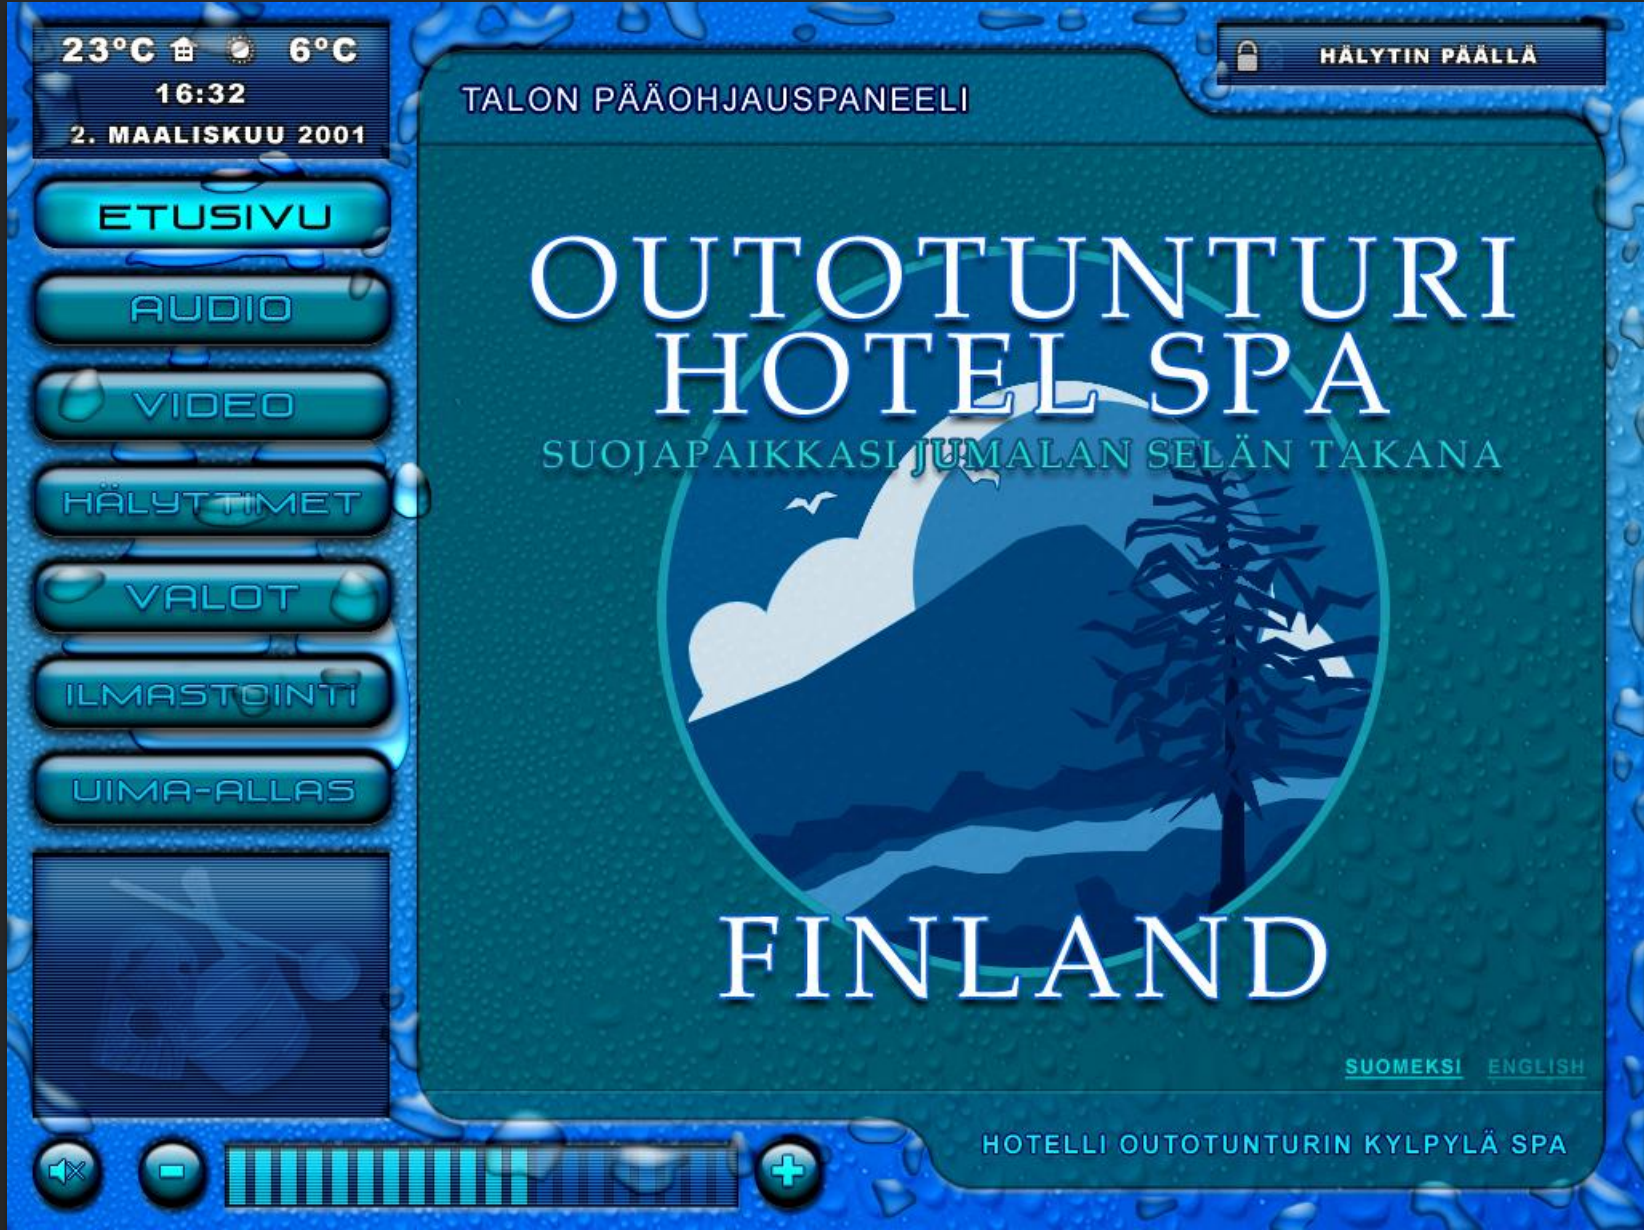 23°C 6°C
16:32
2. MAALISKUU 2001
HÄLYTIN PÄÄLLÄ
TALON PÄÄOHJAUSPANEELI
ETUSIVU
AUDIO
VIDEO
HÄLYTTIMET
VALOT
ILMASTOINTI
UIMA-ALLAS
OUTOTUNTURI
HOTEL SPA
SUOJAPAIKKASI JUMALAN SELÄN TAKANA
FINLAND
SUOMEKSI ENGLISH
HOTELLI OUTOTUNTURIN KYLPYLÄ SPA